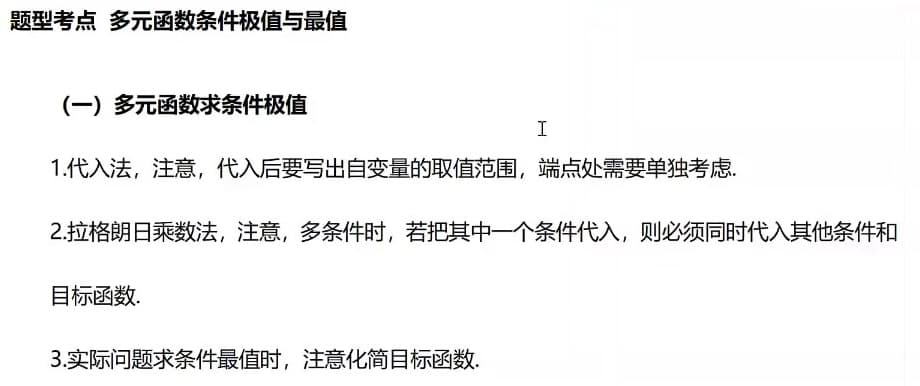 题型考点 多元函数条件极值与最值
（一）多元函数求条件极值
1.代入法，注意，代入后要写出自变量的取值范围，端点处需要单独考虑.
2.拉格朗日乘数法，注意，多条件时，若把其中一个条件代入，则必须同时代入其他条件和
目标函数.
3.实际问题求条件最值时，注意化简目标函数.